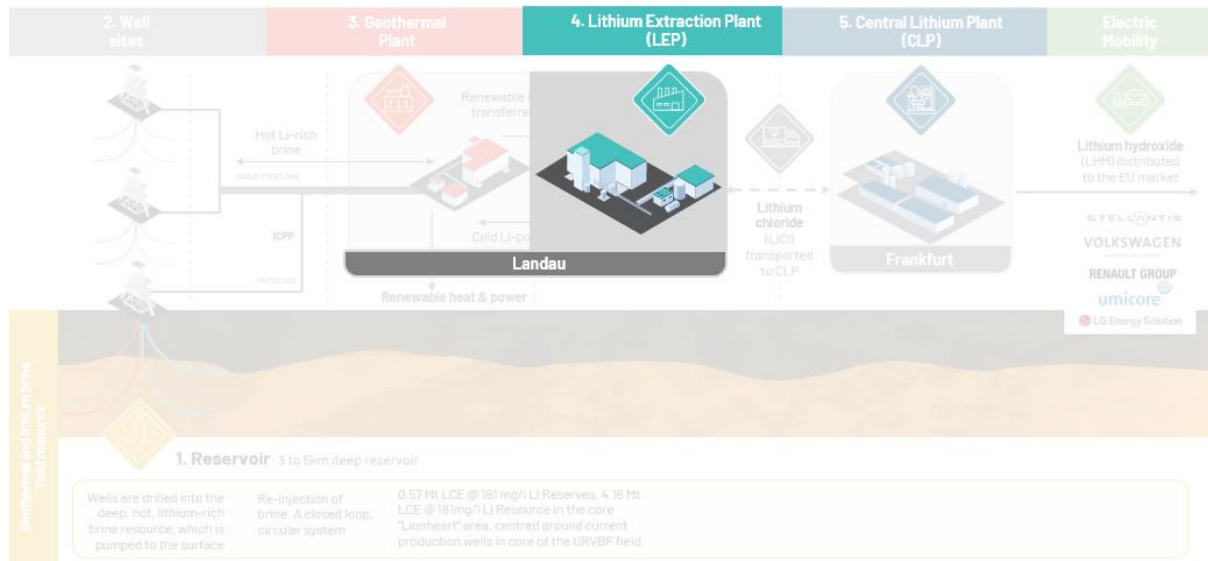 2. Well
sites
3. Geothermal
Plant
4. Lithium Extraction Plant
(LEP)
5. Central Lithium Plant
(CLP)
Electric
Mobility
Renewable
transferre
Hot Li-rich
brine
MAIN PIPELINE
ICPP
PIPELINE
Cold Li-po
Landau
Renewable heat & power
Lithium
chloride
(LiCl)
transported
to CLP
Frankfurt
Lithium hydroxide
(LHM) distributed
to the EU market
STELLANTIS
VOLKSWAGEN
RENAULT GROUP
umicore
LG Energy Solution
Geothermal and lithium brine
field resource
1. Reservoir: 3 to 5km deep reservoir
Wells are drilled into the
deep, hot, lithium-rich
brine resource, which is
pumped to the surface
Re-injection of
brine. A closed loop,
circular system
0.57 Mt LCE @ 181 mg/l Li Reserves, 4.16 Mt
LCE @ 181mg/l Li Resource in the core
"Lionheart" area, centred around current
production wells in core of the URVBF field.